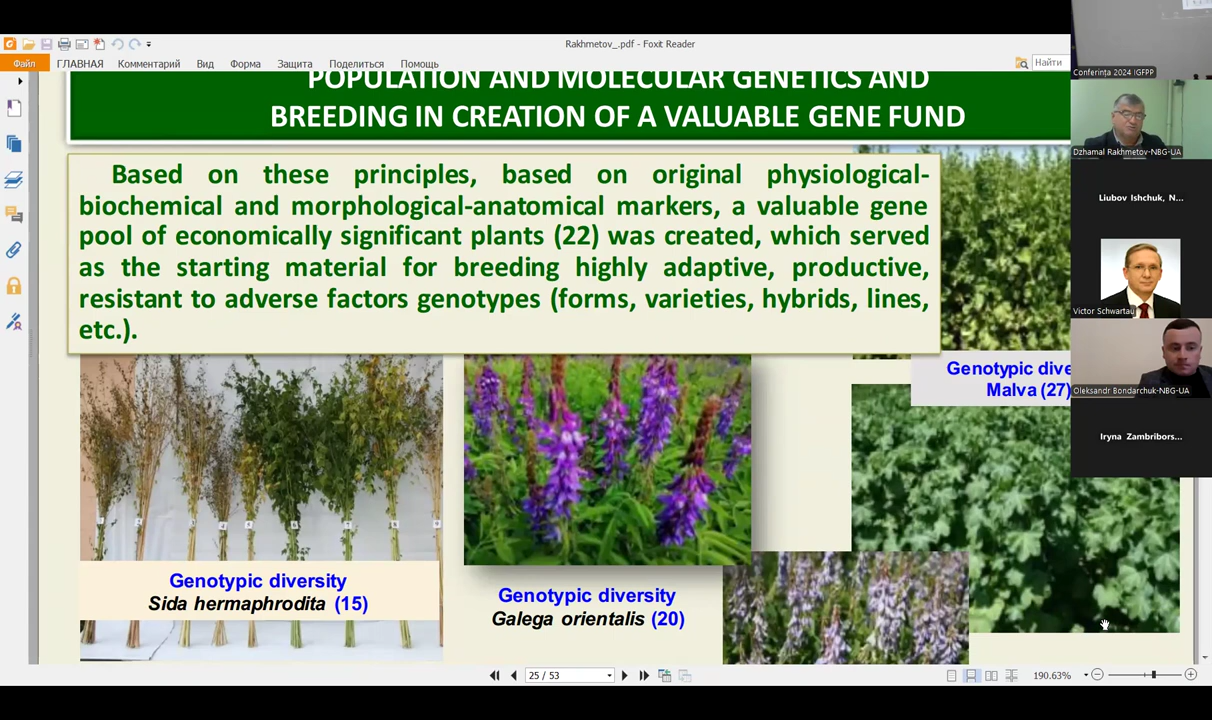 Rakhmetov_.pdf - Foxit Reader
Файл ГЛАВНАЯ Комментарий Вид Форма Защита Поделиться Помощь
Найти
POPULATION AND MOLECULAR GENETICS AND
BREEDING IN CREATION OF A VALUABLE GENE FUND
Based on these principles, based on original physiological-
biochemical and morphological-anatomical markers, a valuable gene
pool of economically significant plants (22) was created, which served
as the starting material for breeding highly adaptive, productive,
resistant to adverse factors genotypes (forms, varieties, hybrids, lines,
etc.).
Genotypic dive
Malva (27)
Genotypic diversity
Sida hermaphrodita (15)
Genotypic diversity
Galega orientalis (20)
Conferința 2024 IGFPP
Dzhamal Rakhmetov-NBG-UA
Liubov Ishchuk, N...
Victor Schwartau
Oleksandr Bondarchuk-NBG-UA
Iryna Zambribors...
25 / 53
190.63%